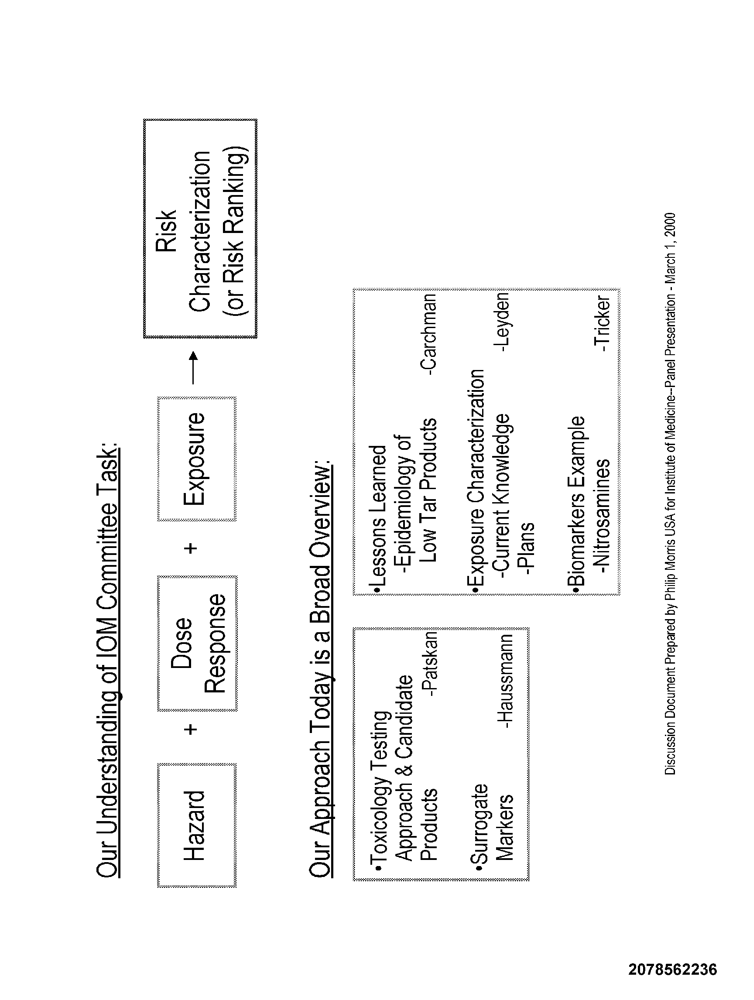 Our Understanding of IOM Committee Task:
Hazard
+
Dose
Response
+
Exposure
→
Risk
Characterization
(or Risk Ranking)
Our Approach Today is a Broad Overview:
•Toxicology Testing
Approach & Candidate
Products -Patskan
•Surrogate
Markers -Haussmann
•Lessons Learned
-Epidemiology of
Low Tar Products -Carchman
•Exposure Characterization
-Current Knowledge -Leyden
-Plans
•Biomarkers Example
-Nitrosamines -Tricker
Discussion Document Prepared by Philip Morris USA for Institute of Medicine--Panel Presentation - March 1, 2000
2078562236